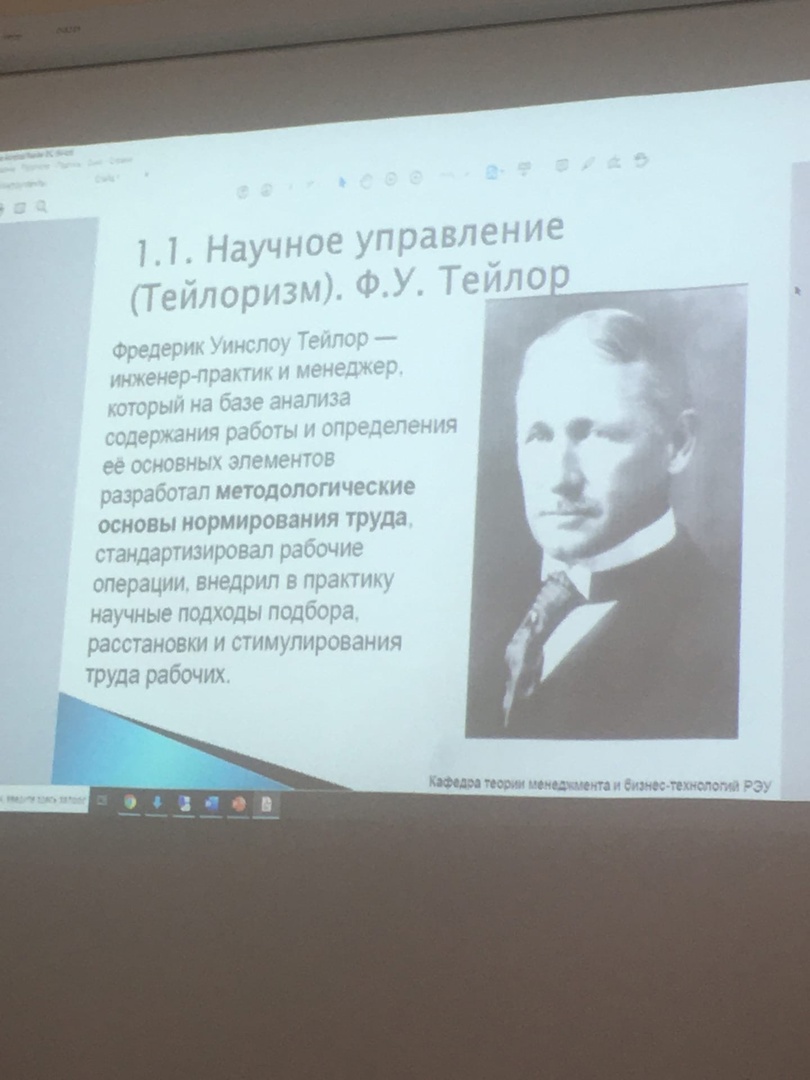 1.1. Научное управление
(Тейлоризм). Ф.У. Тейлор
Фредерик Уинслоу Тейлор —
инженер-практик и менеджер,
который на базе анализа
содержания работы и определения
её основных элементов
разработал методологические
основы нормирования труда,
стандартизировал рабочие
операции, внедрил в практику
научные подходы подбора,
расстановки и стимулирования
труда рабочих.
Кафедра теории менеджмента и бизнес-технологий РЭУ